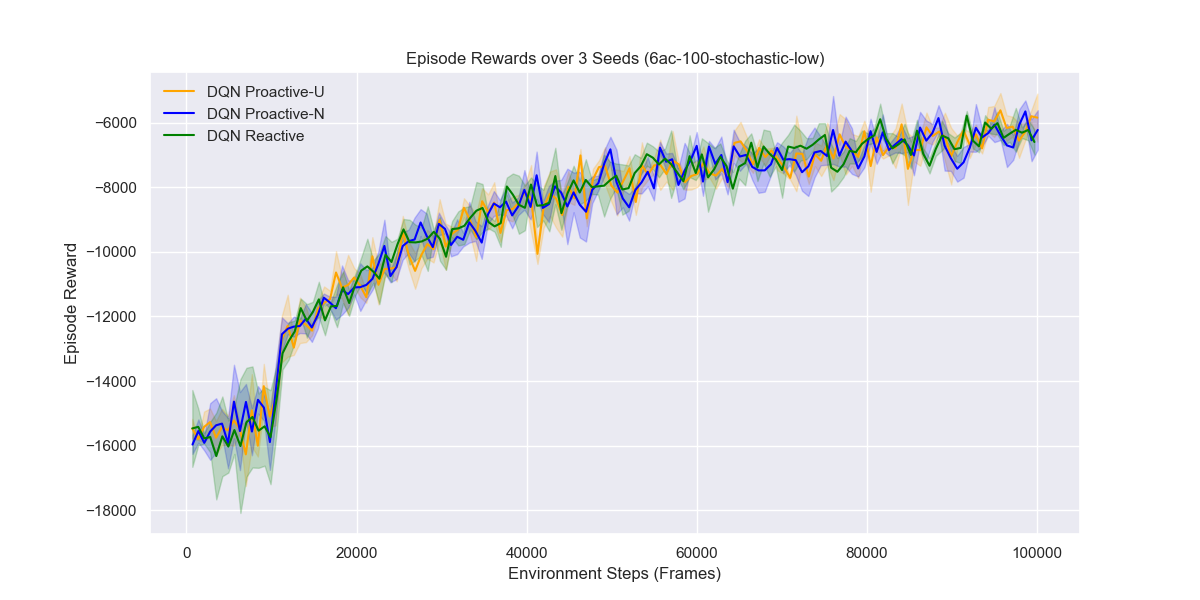 Episode Rewards over 3 Seeds (6ac-100-stochastic-low)
DQN Proactive-U
DQN Proactive-N
DQN Reactive
Episode Reward
−6000
−8000
−10000
−12000
−14000
−16000
−18000
0 20000 40000 60000 80000 100000
Environment Steps (Frames)